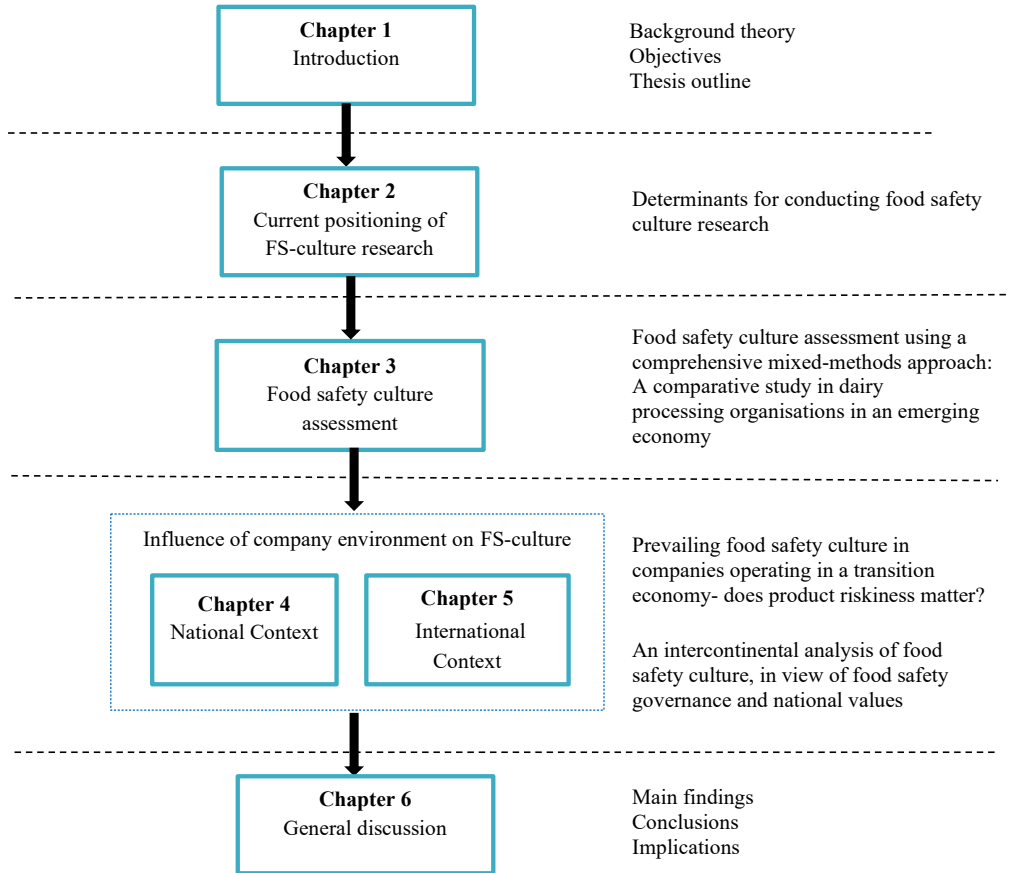 Chapter 1
Introduction
Background theory
Objectives
Thesis outline
Chapter 2
Current positioning of
FS-culture research
Determinants for conducting food safety
culture research
Chapter 3
Food safety culture
assessment
Food safety culture assessment using a
comprehensive mixed-methods approach:
A comparative study in dairy
processing organisations in an emerging
economy
Influence of company environment on FS-culture
Chapter 4
National Context
Chapter 5
International
Context
Prevailing food safety culture in
companies operating in a transition
economy- does product riskiness matter?
An intercontinental analysis of food
safety culture, in view of food safety
governance and national values
Chapter 6
General discussion
Main findings
Conclusions
Implications